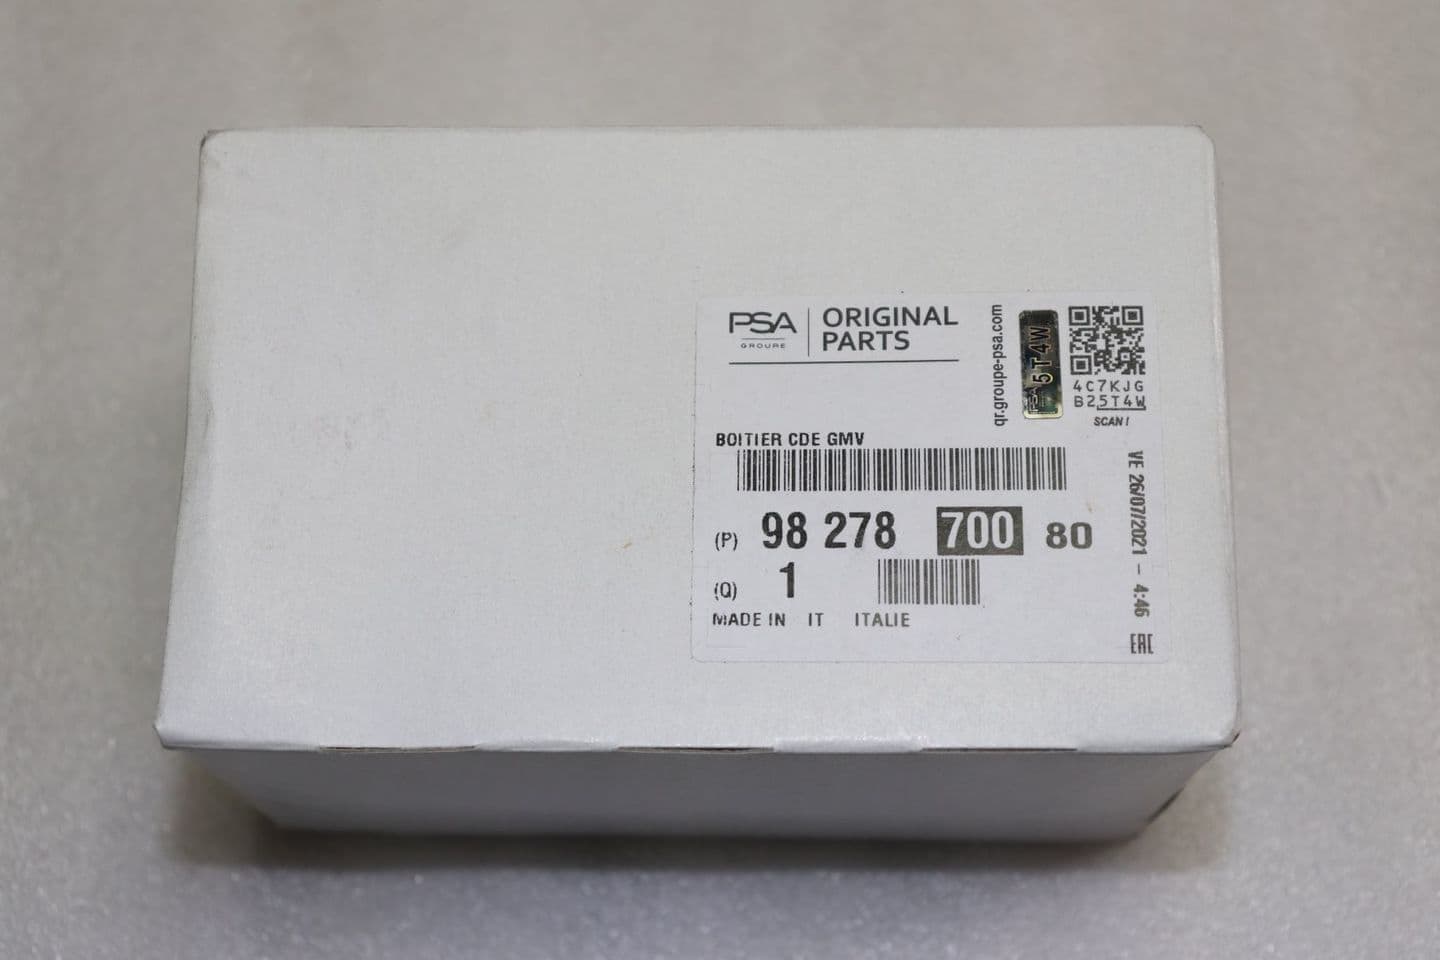 PSA
GROUPE
ORIGINAL
PARTS
qr.groupe-psa.com
PSA 5T4W
4C7KJG
B25T4W
SCAN!
BOITIER CDE GMV
(P) 98 278 700 80
(Q) 1
MADE IN IT ITALIE
VE 26/07/2021 - 4:46
EAC